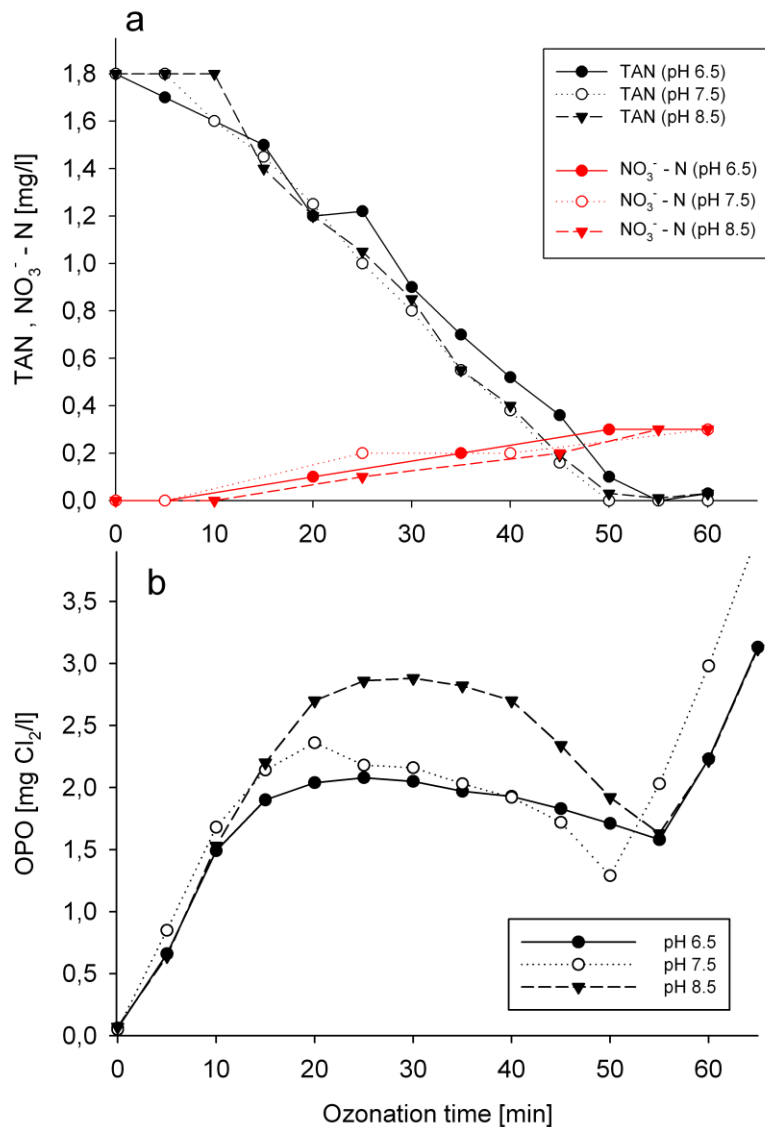 a
TAN , NO₃⁻ - N [mg/l]
1,8
1,6
1,4
1,2
1,0
0,8
0,6
0,4
0,2
0,0
0 10 20 30 40 50 60
TAN (pH 6.5)
TAN (pH 7.5)
TAN (pH 8.5)
NO₃⁻ - N (pH 6.5)
NO₃⁻ - N (pH 7.5)
NO₃⁻ - N (pH 8.5)
b
OPO [mg Cl₂/l]
3,5
3,0
2,5
2,0
1,5
1,0
0,5
0,0
pH 6.5
pH 7.5
pH 8.5
0 10 20 30 40 50 60
Ozonation time [min]